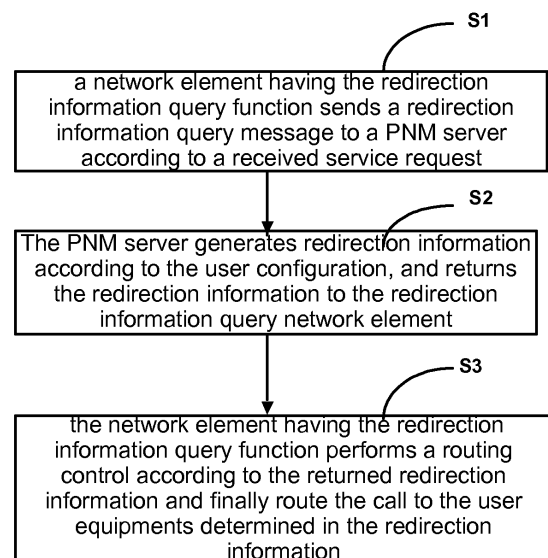 S1
a network element having the redirection
information query function sends a redirection
information query message to a PNM server
according to a received service request
S2
The PNM server generates redirection information
according to the user configuration, and returns
the redirection information to the redirection
information query network element
S3
the network element having the redirection
information query function performs a routing
control according to the returned redirection
information and finally route the call to the user
equipments determined in the redirection
information